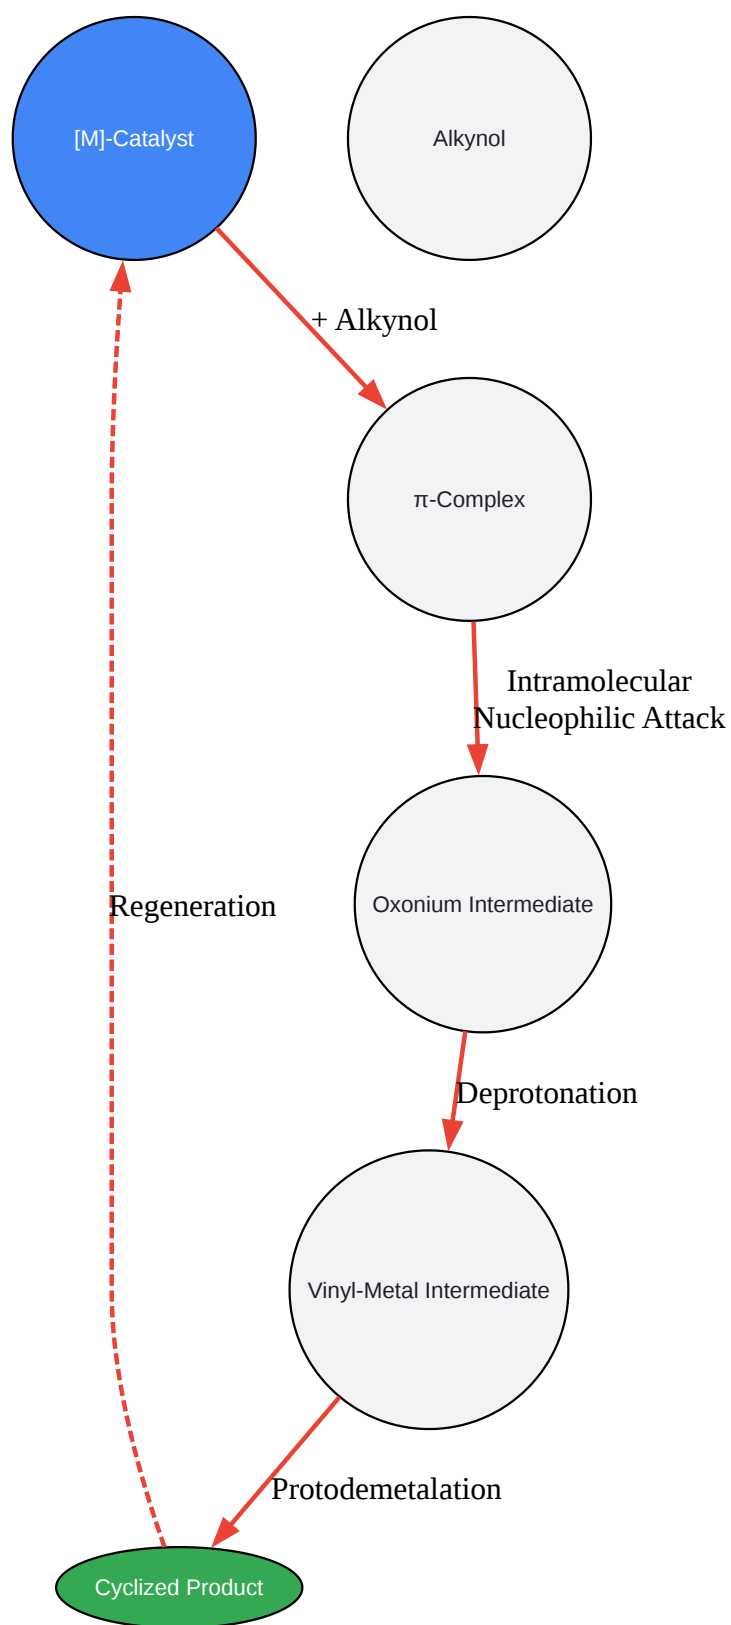 [M]-Catalyst
Alkynol
+ Alkynol
π-Complex
Intramolecular
Nucleophilic Attack
Oxonium Intermediate
Regeneration
Deprotonation
Vinyl-Metal Intermediate
Protodemetalation
Cyclized Product